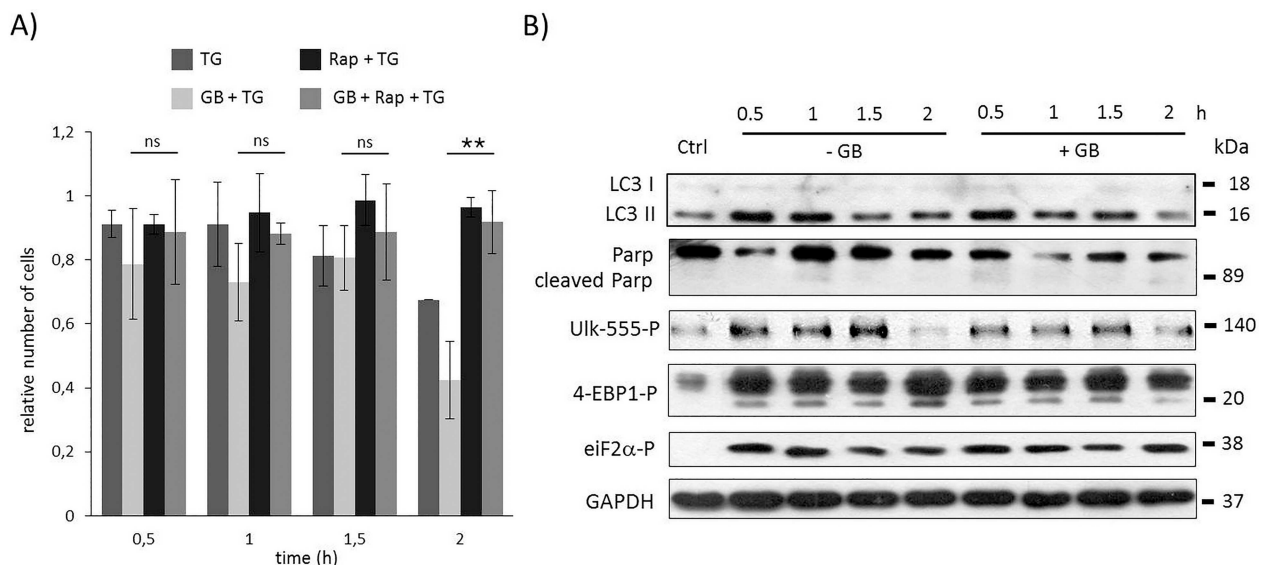 A)
TG
Rap + TG
GB + TG
GB + Rap + TG
relative number of cells
1,2
1
0,8
0,6
0,4
0,2
0
ns
ns
ns
**
0,5
1
1,5
2
time (h)
B)
0.5 1 1.5 2 0.5 1 1.5 2 h
Ctrl - GB + GB kDa
LC3 I 18
LC3 II 16
Parp
cleaved Parp 89
Ulk-555-P 140
4-EBP1-P 20
eiF2α-P 38
GAPDH 37